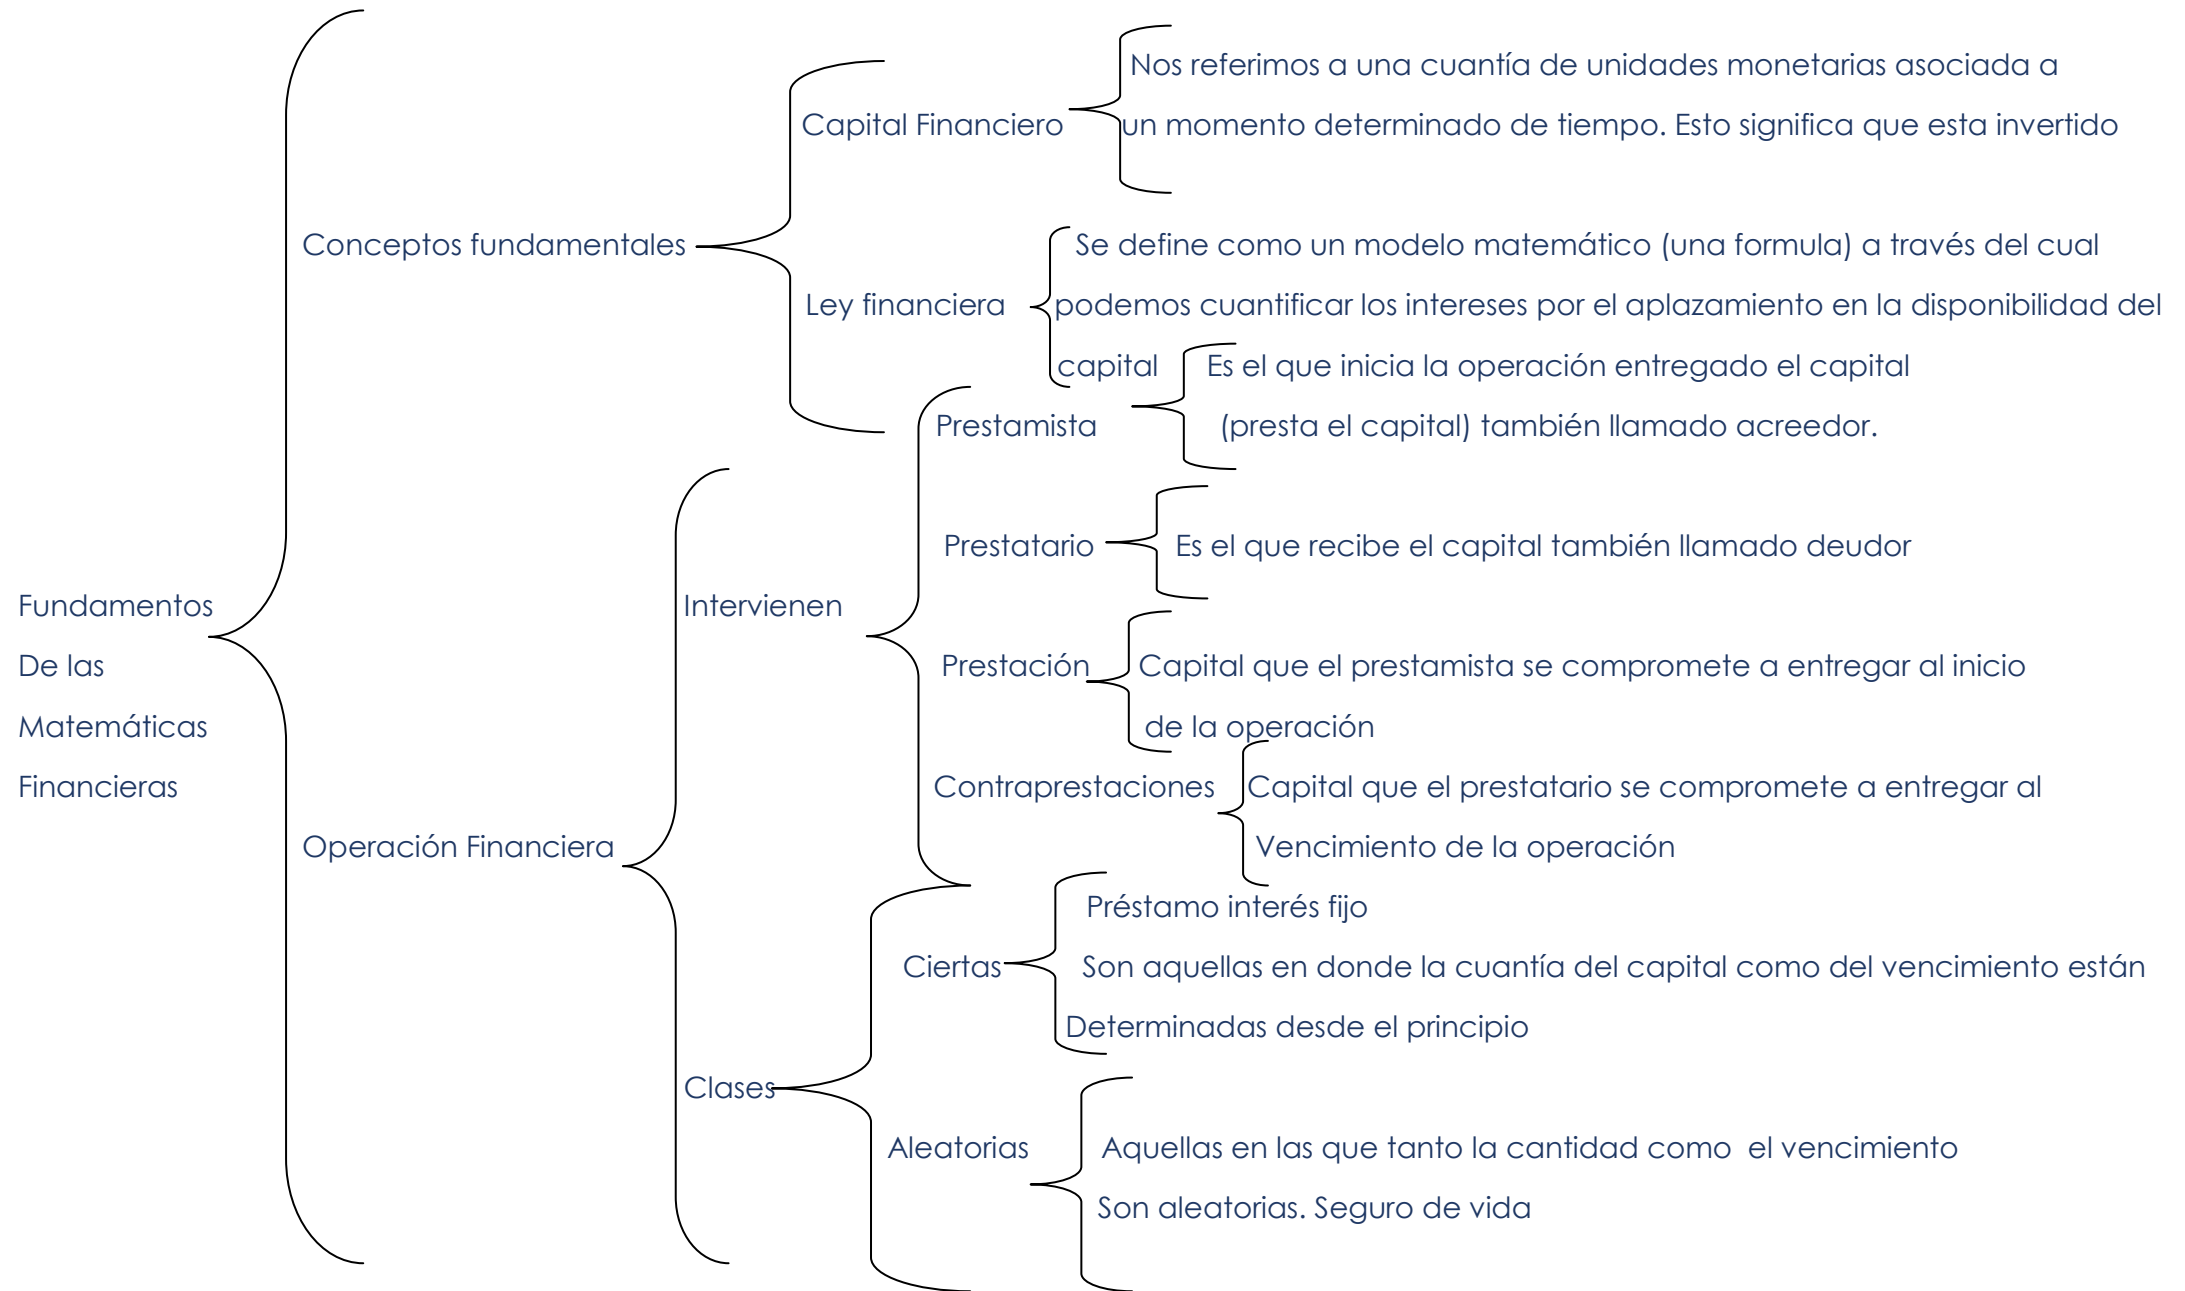 Fundamentos
De las
Matemáticas
Financieras
Conceptos fundamentales
Capital Financiero
Nos referimos a una cuantía de unidades monetarias asociada a
un momento determinado de tiempo. Esto significa que esta invertido
Ley financiera
Se define como un modelo matemático (una formula) a través del cual
podemos cuantificar los intereses por el aplazamiento en la disponibilidad del
capital
Operación Financiera
Intervienen
Prestamista
Es el que inicia la operación entregado el capital
(presta el capital) también llamado acreedor.
Prestatario
Es el que recibe el capital también llamado deudor
Prestación
Capital que el prestamista se compromete a entregar al inicio
de la operación
Contraprestaciones
Capital que el prestatario se compromete a entregar al
Vencimiento de la operación
Clases
Ciertas
Préstamo interés fijo
Son aquellas en donde la cuantía del capital como del vencimiento están
Determinadas desde el principio
Aleatorias
Aquellas en las que tanto la cantidad como  el vencimiento
Son aleatorias. Seguro de vida